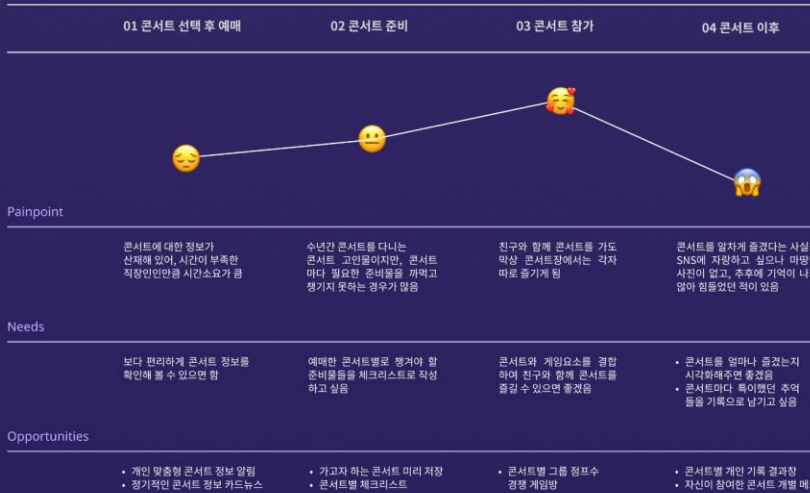 01 콘서트 선택 후 예매
02 콘서트 준비
03 콘서트 참가
04 콘서트 이후
Painpoint
콘서트에 대한 정보가
산재해 있어, 시간이 부족한
직장인인만큼 시간소요가 큼
수년간 콘서트를 다니는
콘서트 고인물이지만, 콘서트
마다 필요한 준비물을 까먹고
챙기지 못하는 경우가 많음
친구와 함께 콘서트를 가도
막상 콘서트장에서는 각자
따로 즐기게 됨
콘서트를 알차게 즐겼다는 사실
SNS에 자랑하고 싶으나 마땅
사진이 없고, 추후에 기억이 나
않아 힘들었던 적이 있음
Needs
보다 편리하게 콘서트 정보를
확인해 볼 수 있으면 함
예매한 콘서트별로 챙겨야 할
준비물들을 체크리스트로 작성
하고 싶음
콘서트와 게임요소를 결합
하여 친구와 함께 콘서트를
즐길 수 있으면 좋겠음
• 콘서트를 얼마나 즐겼는지
시각화해주면 좋겠음
• 콘서트마다 특이했던 추억
들을 기록으로 남기고 싶음
Opportunities
• 개인 맞춤형 콘서트 정보 알림
• 정기적인 콘서트 정보 카드뉴스
• 가고자 하는 콘서트 미리 저장
• 콘서트별 체크리스트
• 콘서트별 그룹 점프수
경쟁 게임방
• 콘서트별 개인 기록 결과장
• 자신이 참여한 콘서트 개별 메